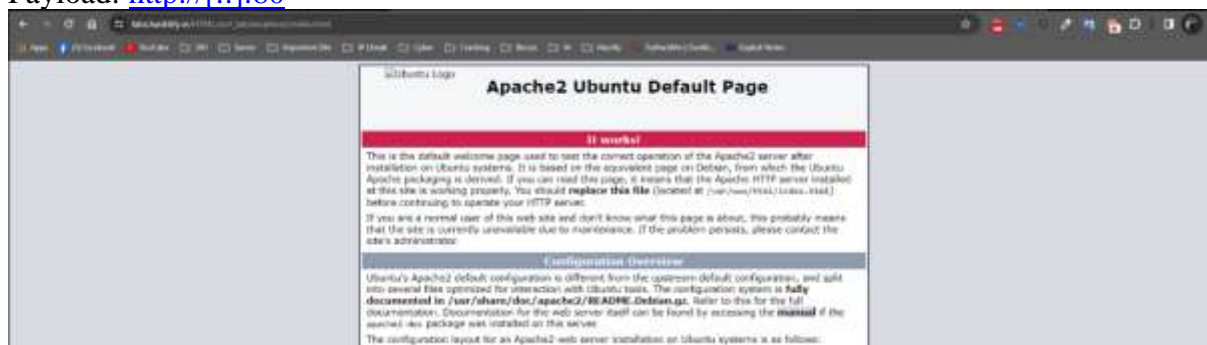 Payload: http://[::]:80
Ubuntu Logo
Apache2 Ubuntu Default Page
It works!
This is the default welcome page used to test the correct operation of the Apache2 server after
installation on Ubuntu systems. It is based on the equivalent page on Debian, from which the Ubuntu
Apache packaging is derived. If you can read this page, it means that the Apache HTTP server installed
at this site is working properly. You should replace this file (located at /var/www/html/index.html)
before continuing to operate your HTTP server.
If you are a normal user of this web site and don't know what this page is about, this probably means
that the site is currently unavailable due to maintenance. If the problem persists, please contact the
site's administrator.
Configuration Overview
Ubuntu's Apache2 default configuration is different from the upstream default configuration, and split
into several files optimized for interaction with Ubuntu tools. The configuration system is fully
documented in /usr/share/doc/apache2/README.Debian.gz. Refer to this for the full
documentation. Documentation for the web server itself can be found by accessing the manual if the
apache2-doc package was installed on this server.
The configuration layout for an Apache2 web server installation on Ubuntu systems is as follows: